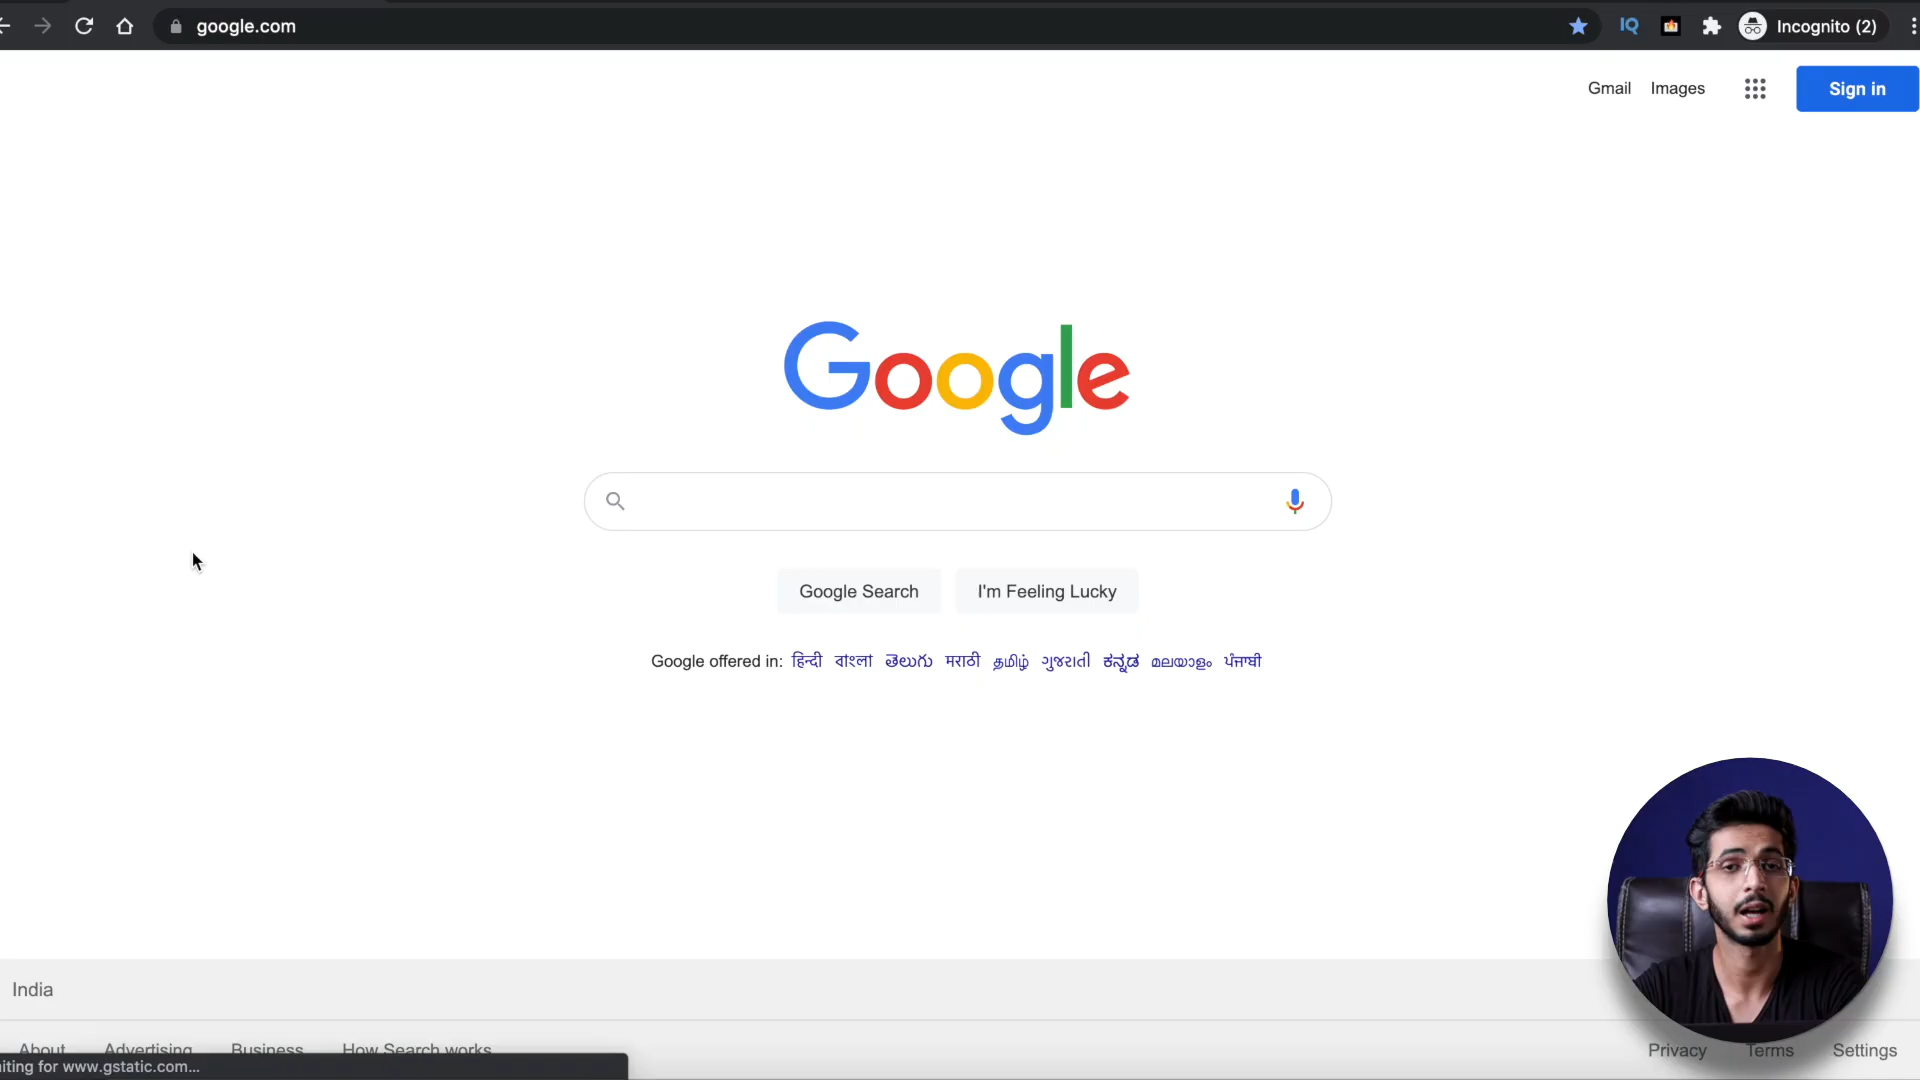 google.com
IQ
Incognito (2)
Gmail Images
Sign in
Google
Google Search I'm Feeling Lucky
Google offered in: हिन्दी বাংলা తెలుగు मराठी தமிழ் ગુજરાતી ಕನ್ನಡ മലയാളം ਪੰਜਾਬੀ
India
About Advertising Business How Search works
Privacy Terms Settings
iting for www.gstatic.com...